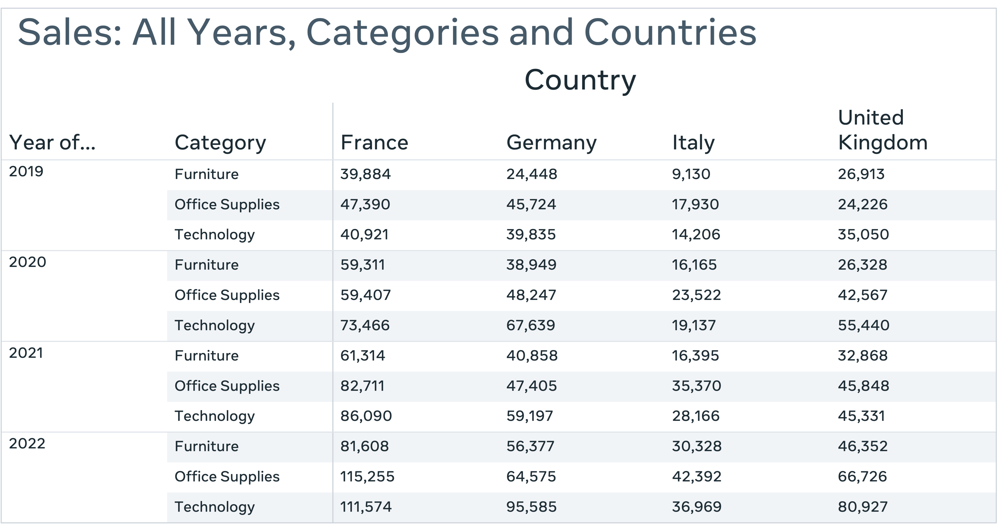 Sales: All Years, Categories and Countries
Country
Year of... Category France Germany Italy United Kingdom
2019 Furniture 39,884 24,448 9,130 26,913
Office Supplies 47,390 45,724 17,930 24,226
Technology 40,921 39,835 14,206 35,050
2020 Furniture 59,311 38,949 16,165 26,328
Office Supplies 59,407 48,247 23,522 42,567
Technology 73,466 67,639 19,137 55,440
2021 Furniture 61,314 40,858 16,395 32,868
Office Supplies 82,711 47,405 35,370 45,848
Technology 86,090 59,197 28,166 45,331
2022 Furniture 81,608 56,377 30,328 46,352
Office Supplies 115,255 64,575 42,392 66,726
Technology 111,574 95,585 36,969 80,927